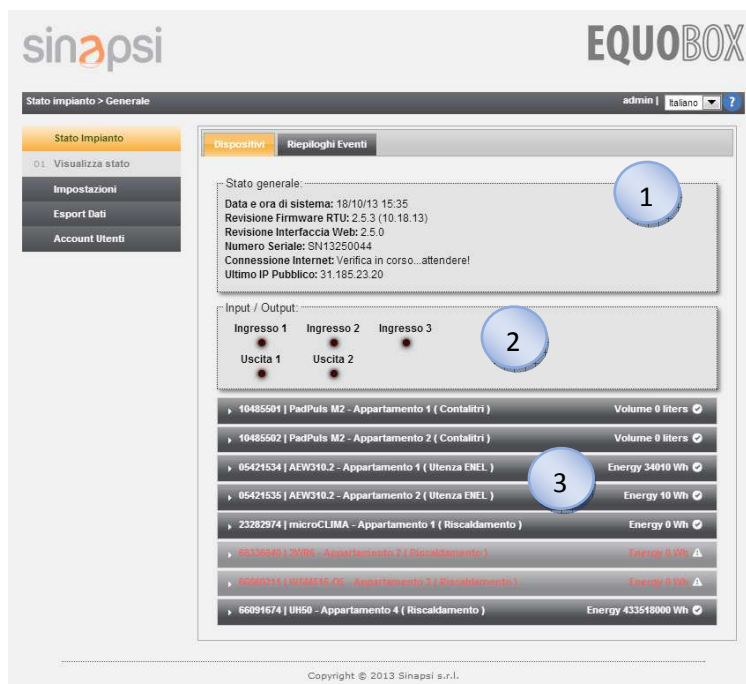 sinapsi
EQUOBOX
Stato impianto > Generale
admin | Italiano ?
Stato Impianto
01 Visualizza stato
Impostazioni
Export Dati
Account Utenti
Dispositivi Riepiloghi Eventi
Stato generale:
Data e ora di sistema: 18/10/13 15:35
Revisione Firmware RTU: 2.5.3 (10.18.13)
Revisione Interfaccia Web: 2.5.0
Numero Seriale: SN13250044
Connessione Internet: Verifica in corso...attendere!
Ultimo IP Pubblico: 31.185.23.20
1
Input / Output:
Ingresso 1 Ingresso 2 Ingresso 3
Uscita 1 Uscita 2
2
10485501 | PadPuls M2 - Appartamento 1 ( Contalitri ) Volume 0 liters
10485502 | PadPuls M2 - Appartamento 2 ( Contalitri ) Volume 0 liters
05421534 | AEW310.2 - Appartamento 1 ( Utenza ENEL ) Energy 34010 Wh
05421535 | AEW310.2 - Appartamento 2 ( Utenza ENEL ) Energy 10 Wh
3
23282974 | microCLIMA - Appartamento 1 ( Riscaldamento ) Energy 0 Wh
Appartamento 2 ( Riscaldamento ) Energy 0 Wh
Appartamento 3 ( Riscaldamento ) Energy 0 Wh
66091674 | UH50 - Appartamento 4 ( Riscaldamento ) Energy 433518000 Wh
Copyright © 2013 Sinapsi s.r.l.